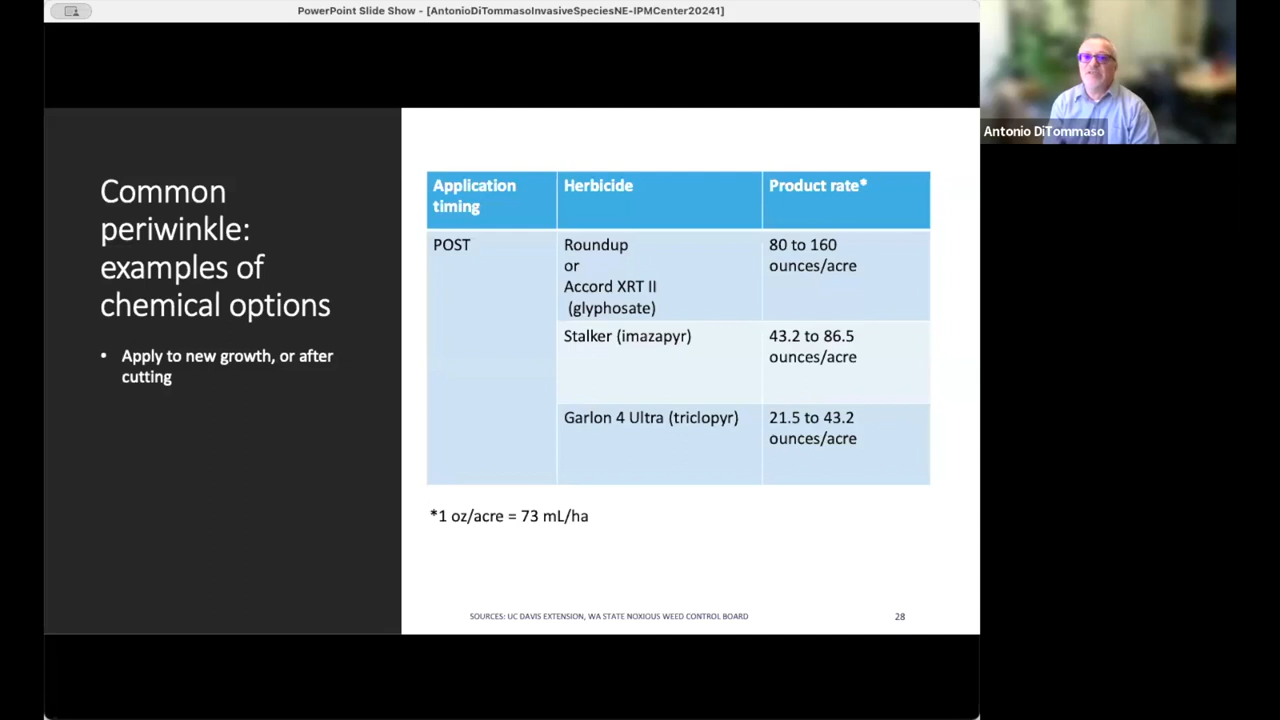 PowerPoint Slide Show - [AntonioDiTommasoInvasiveSpeciesNE-IPMCenter20241]
Antonio DiTommaso
Common
periwinkle:
examples of
chemical options
• Apply to new growth, or after
cutting
Application
timing
Herbicide
Product rate*
POST
Roundup
or
Accord XRT II
(glyphosate)
80 to 160
ounces/acre
Stalker (imazapyr)
43.2 to 86.5
ounces/acre
Garlon 4 Ultra (triclopyr)
21.5 to 43.2
ounces/acre
*1 oz/acre = 73 mL/ha
SOURCES: UC DAVIS EXTENSION, WA STATE NOXIOUS WEED CONTROL BOARD
28